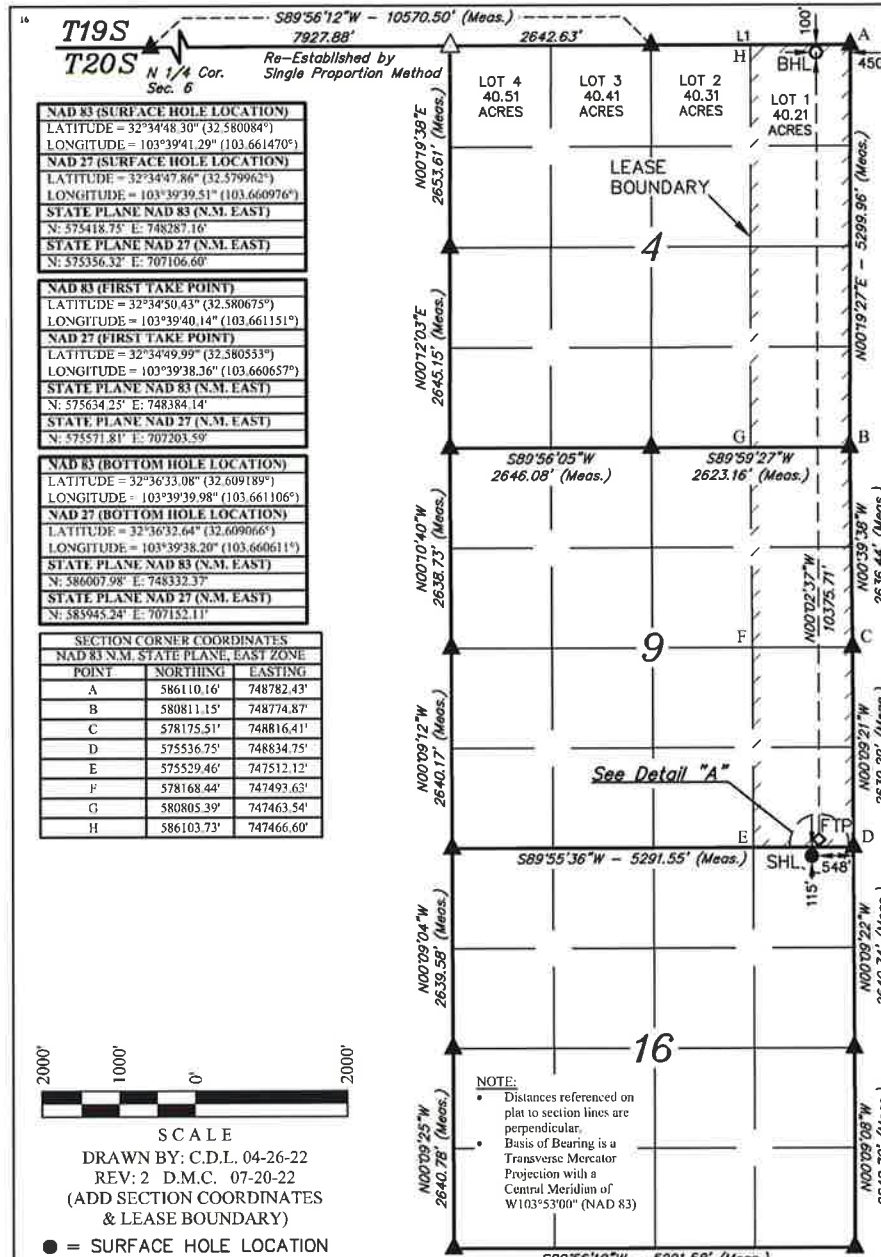 16
T19S
T20S
N 1/4 Cor.
Sec. 6
S89°56'12"W - 10570.50' (Meas.)
7927.88'
2642.63'
Re-Established by
Single Proportion Method
L1
100'
A
H
BHL
450'
NAD 83 (SURFACE HOLE LOCATION)
LATITUDE = 32°34'48.30" (32.580084°)
LONGITUDE = 103°39'41.29" (103.661470°)
NAD 27 (SURFACE HOLE LOCATION)
LATITUDE = 32°34'47.86" (32.579962°)
LONGITUDE = 103°39'39.51" (103.660976°)
STATE PLANE NAD 83 (N.M. EAST)
N: 575418.75' E: 748287.16'
STATE PLANE NAD 27 (N.M. EAST)
N: 575356.32' E: 707106.60'
NAD 83 (FIRST TAKE POINT)
LATITUDE = 32°34'50.43" (32.580675°)
LONGITUDE = 103°39'40.14" (103.661151°)
NAD 27 (FIRST TAKE POINT)
LATITUDE = 32°34'49.99" (32.580553°)
LONGITUDE = 103°39'38.36" (103.660657°)
STATE PLANE NAD 83 (N.M. EAST)
N: 575634.25' E: 748384.14'
STATE PLANE NAD 27 (N.M. EAST)
N: 575571.81' E: 707203.59'
NAD 83 (BOTTOM HOLE LOCATION)
LATITUDE = 32°36'33.08" (32.609189°)
LONGITUDE = 103°39'39.98" (103.661106°)
NAD 27 (BOTTOM HOLE LOCATION)
LATITUDE = 32°36'32.64" (32.609066°)
LONGITUDE = 103°39'38.20" (103.660611°)
STATE PLANE NAD 83 (N.M. EAST)
N: 586007.98' E: 748332.37'
STATE PLANE NAD 27 (N.M. EAST)
N: 585945.24' E: 707152.11'
SECTION CORNER COORDINATES
NAD 83 N.M. STATE PLANE, EAST ZONE
POINT NORTHING EASTING
A 586110.16' 748782.43'
B 580811.15' 748774.87'
C 578175.51' 748816.41'
D 575536.75' 748834.75'
E 575529.46' 747512.12'
F 578168.44' 747493.63'
G 580805.39' 747463.54'
H 586103.73' 747466.60'
LOT 4
40.51
ACRES
LOT 3
40.41
ACRES
LOT 2
40.31
ACRES
LOT 1
40.21
ACRES
N00°19'38"E
2653.61' (Meas.)
LEASE
BOUNDARY
4
N00°19'27"E - 5299.96' (Meas.)
N00°12'03"E
2645.15' (Meas.)
G
B
S89°56'05"W
2646.08' (Meas.)
S89°59'27"W
2623.16' (Meas.)
N00°10'40"W
2638.73' (Meas.)
N00°02'37"W
10375.71'
N00°39'38"W
2636.44' (Meas.)
F
9
C
N00°09'12"W
2640.17' (Meas.)
N00°09'21"W
See Detail "A"
E
FTP
D
S89°55'36"W - 5291.55' (Meas.)
SHL
548'
115'
N00°09'04"W
2639.58' (Meas.)
N00°09'22"W
16
N00°09'25"W
2640.78' (Meas.)
N00°09'08"W
NOTE:
• Distances referenced on
plat to section lines are
perpendicular.
• Basis of Bearing is a
Transverse Mercator
Projection with a
Central Meridian of
W103°53'00" (NAD 83)
2000' 1000' 0' 2000'
SCALE
DRAWN BY: C.D.L. 04-26-22
REV: 2 D.M.C. 07-20-22
(ADD SECTION COORDINATES
& LEASE BOUNDARY)
● = SURFACE HOLE LOCATION